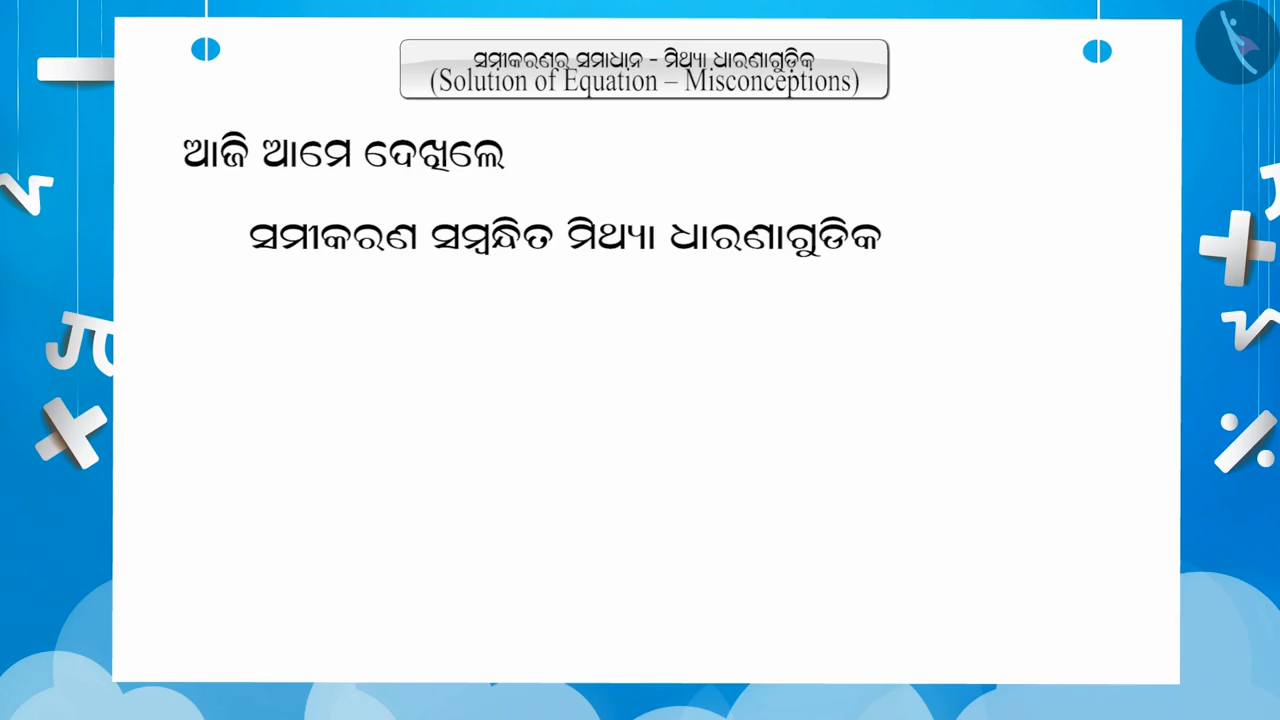 ସମୀକରଣର ସମାଧାନ - ମିଥ୍ୟା ଧାରଣାଗୁଡ଼ିକ
(Solution of Equation – Misconceptions)
ଆଜି ଆମେ ଦେଖିଲେ
ସମୀକରଣ ସମ୍ବନ୍ଧିତ ମିଥ୍ୟା ଧାରଣାଗୁଡିକ